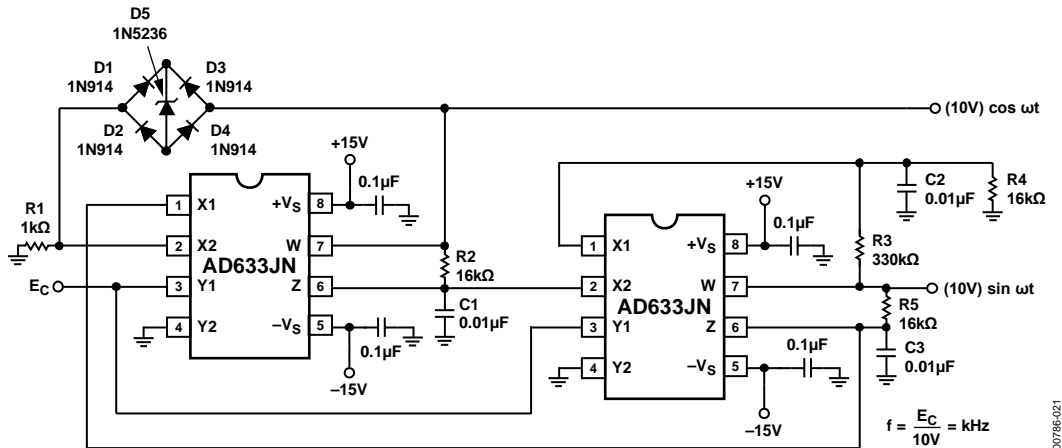 D5
1N5236
D1
1N914
D3
1N914
D2
1N914
D4
1N914
(10V) cos ωt
+15V
0.1µF
R1
1kΩ
1
X1
+VS
8
2
X2
W
7
AD633JN
EC
3
Y1
Z
6
4
Y2
–VS
5
R2
16kΩ
C1
0.01µF
0.1µF
–15V
C2
0.01µF
R4
16kΩ
+15V
0.1µF
R3
330kΩ
1
X1
+VS
8
2
X2
W
7
AD633JN
3
Y1
Z
6
4
Y2
–VS
5
(10V) sin ωt
R5
16kΩ
C3
0.01µF
0.1µF
–15V
f = EC/10V = kHz
00786-021